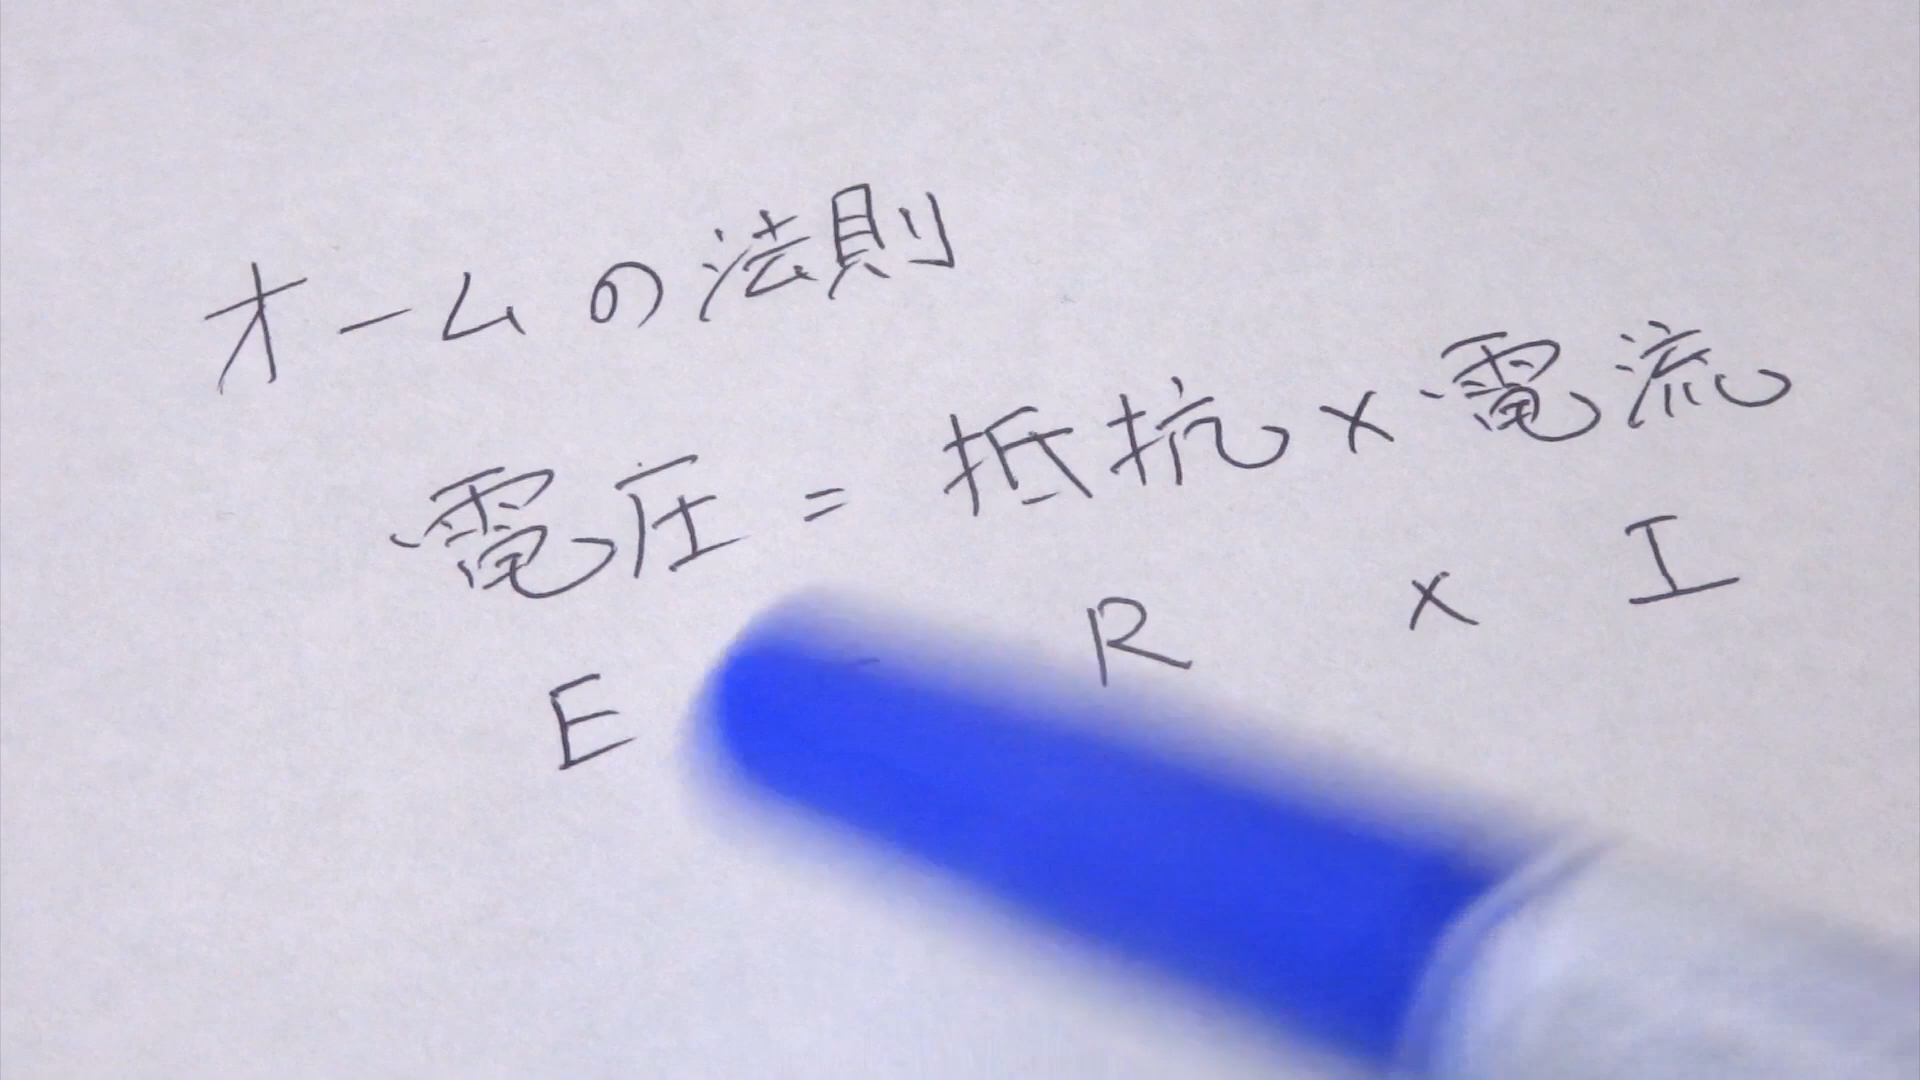 オームの法則
電圧 = 抵抗 × 電流
E R × I